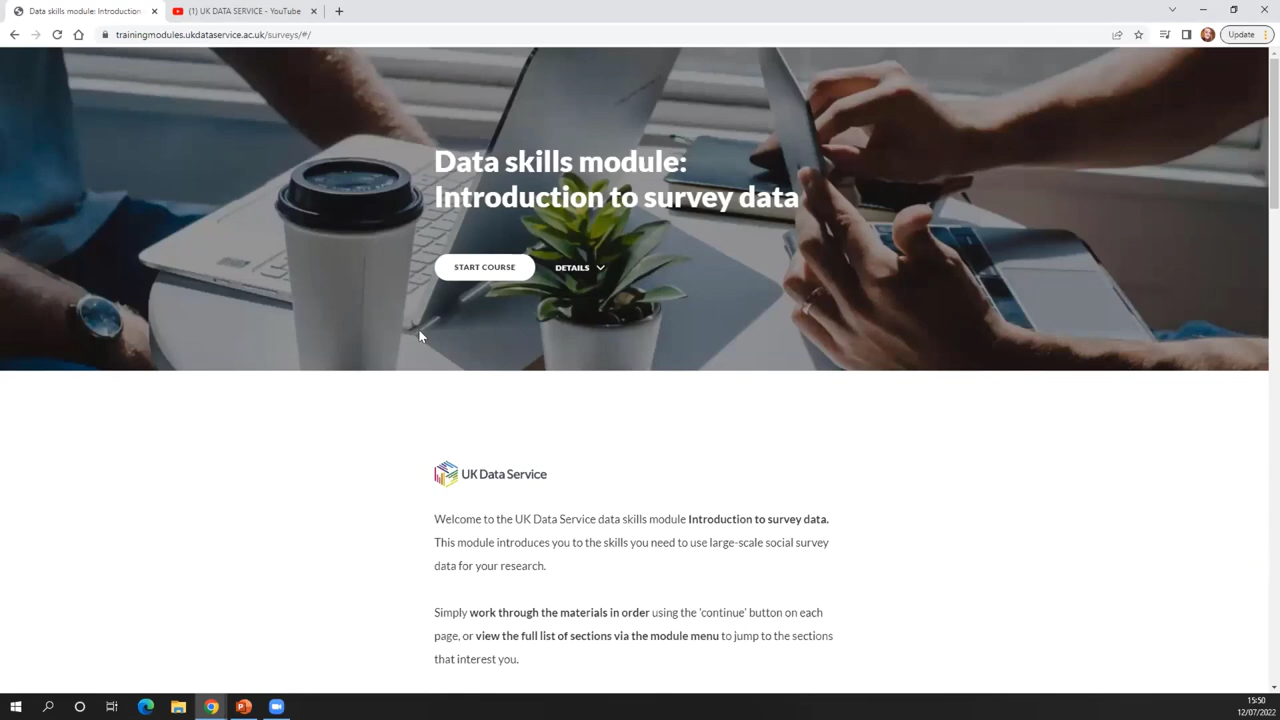 Data skills module: Introduction
(1) UK DATA SERVICE - YouTube
trainingmodules.ukdataservice.ac.uk/surveys/#/
Update
Data skills module:
Introduction to survey data
START COURSE
DETAILS
UK Data Service
Welcome to the UK Data Service data skills module Introduction to survey data.
This module introduces you to the skills you need to use large-scale social survey
data for your research.
Simply work through the materials in order using the 'continue' button on each
page, or view the full list of sections via the module menu to jump to the sections
that interest you.
15:50
12/07/2022